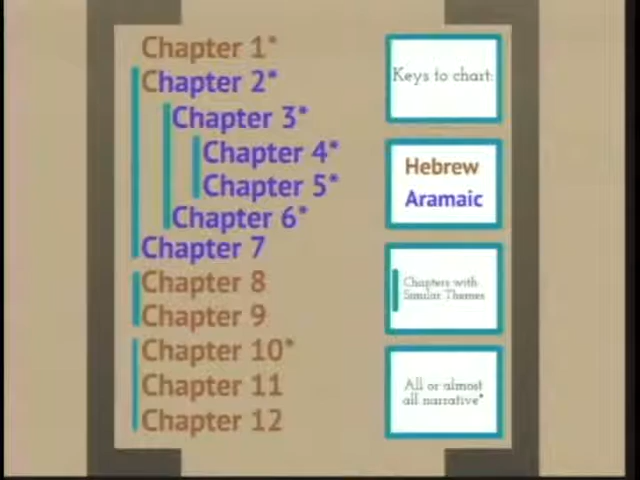 Chapter 1*
Chapter 2*
Chapter 3*
Chapter 4*
Chapter 5*
Chapter 6*
Chapter 7
Chapter 8
Chapter 9
Chapter 10*
Chapter 11
Chapter 12
Keys to chart:
Hebrew
Aramaic
Chapters with
Similar Themes
All or almost
all narrative*